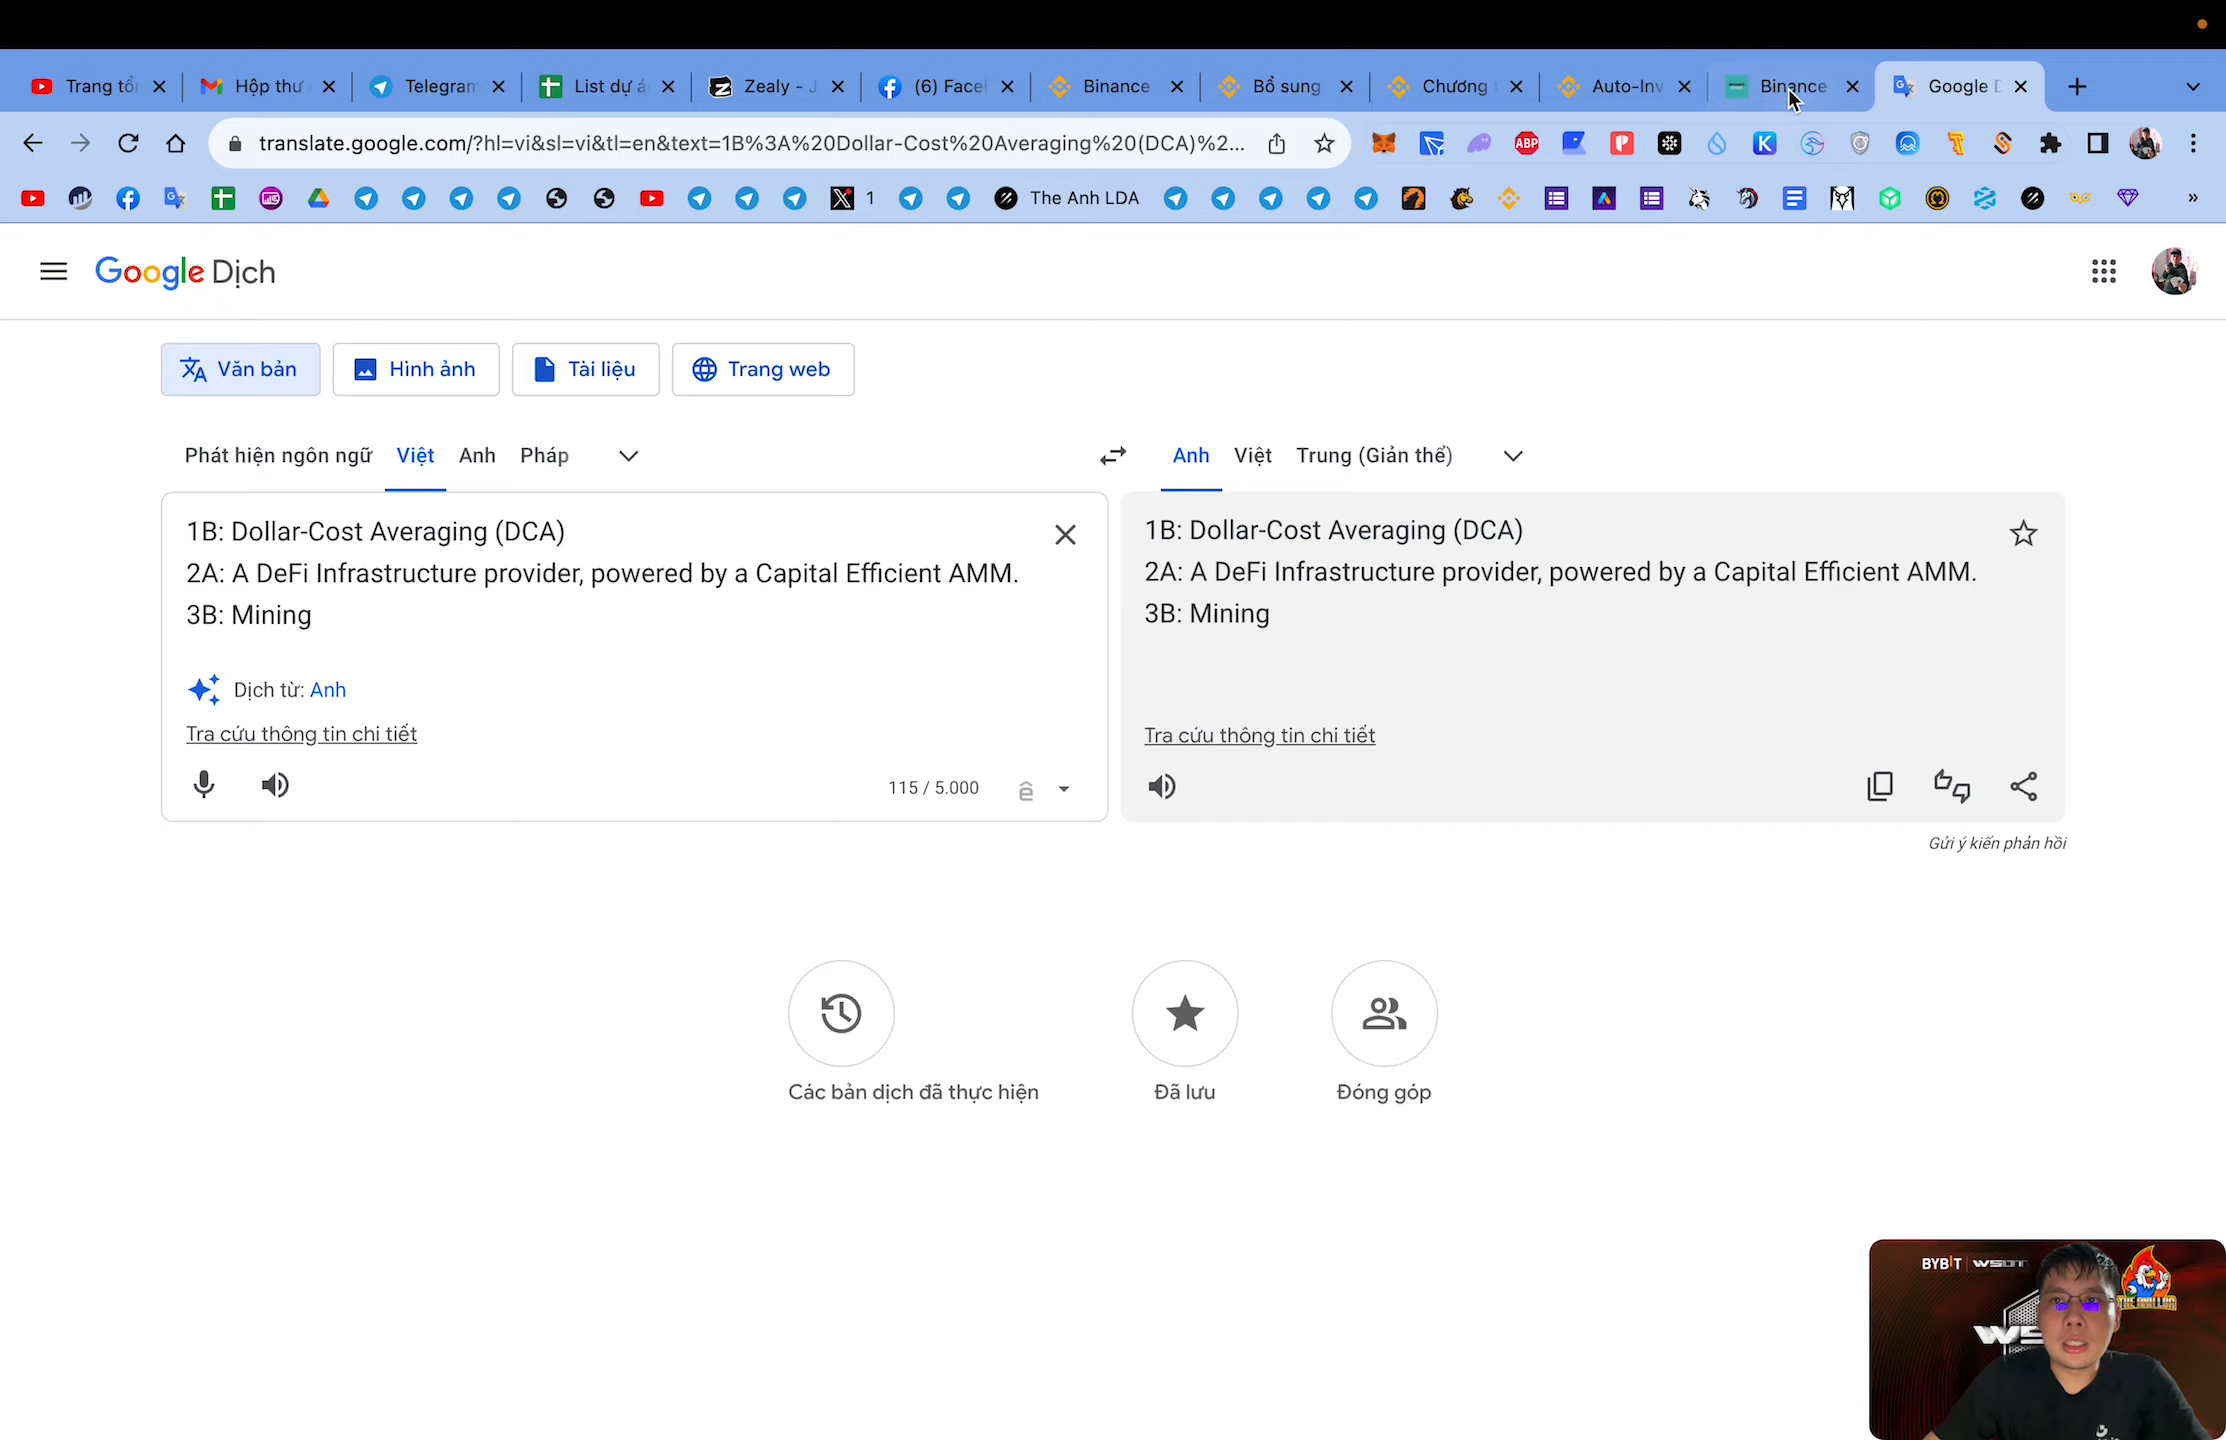 Trang tổ
Hộp thư
Telegram
List dự á
Zealy - J
(6) Face
Binance
Bổ sung
Chương
Auto-Inv
Binance
Google D
translate.google.com/?hl=vi&sl=vi&tl=en&text=1B%3A%20Dollar-Cost%20Averaging%20(DCA)%2...
ABP
1
The Anh LDA
Google Dịch
Văn bản
Hình ảnh
Tài liệu
Trang web
Phát hiện ngôn ngữ
Việt
Anh
Pháp
Anh
Việt
Trung (Giản thể)
1B: Dollar-Cost Averaging (DCA)
2A: A DeFi Infrastructure provider, powered by a Capital Efficient AMM.
3B: Mining
Dịch từ: Anh
Tra cứu thông tin chi tiết
115 / 5.000
1B: Dollar-Cost Averaging (DCA)
2A: A DeFi Infrastructure provider, powered by a Capital Efficient AMM.
3B: Mining
Tra cứu thông tin chi tiết
Gửi ý kiến phản hồi
Các bản dịch đã thực hiện
Đã lưu
Đóng góp
BYBIT | WSOT
THE ANH LDA